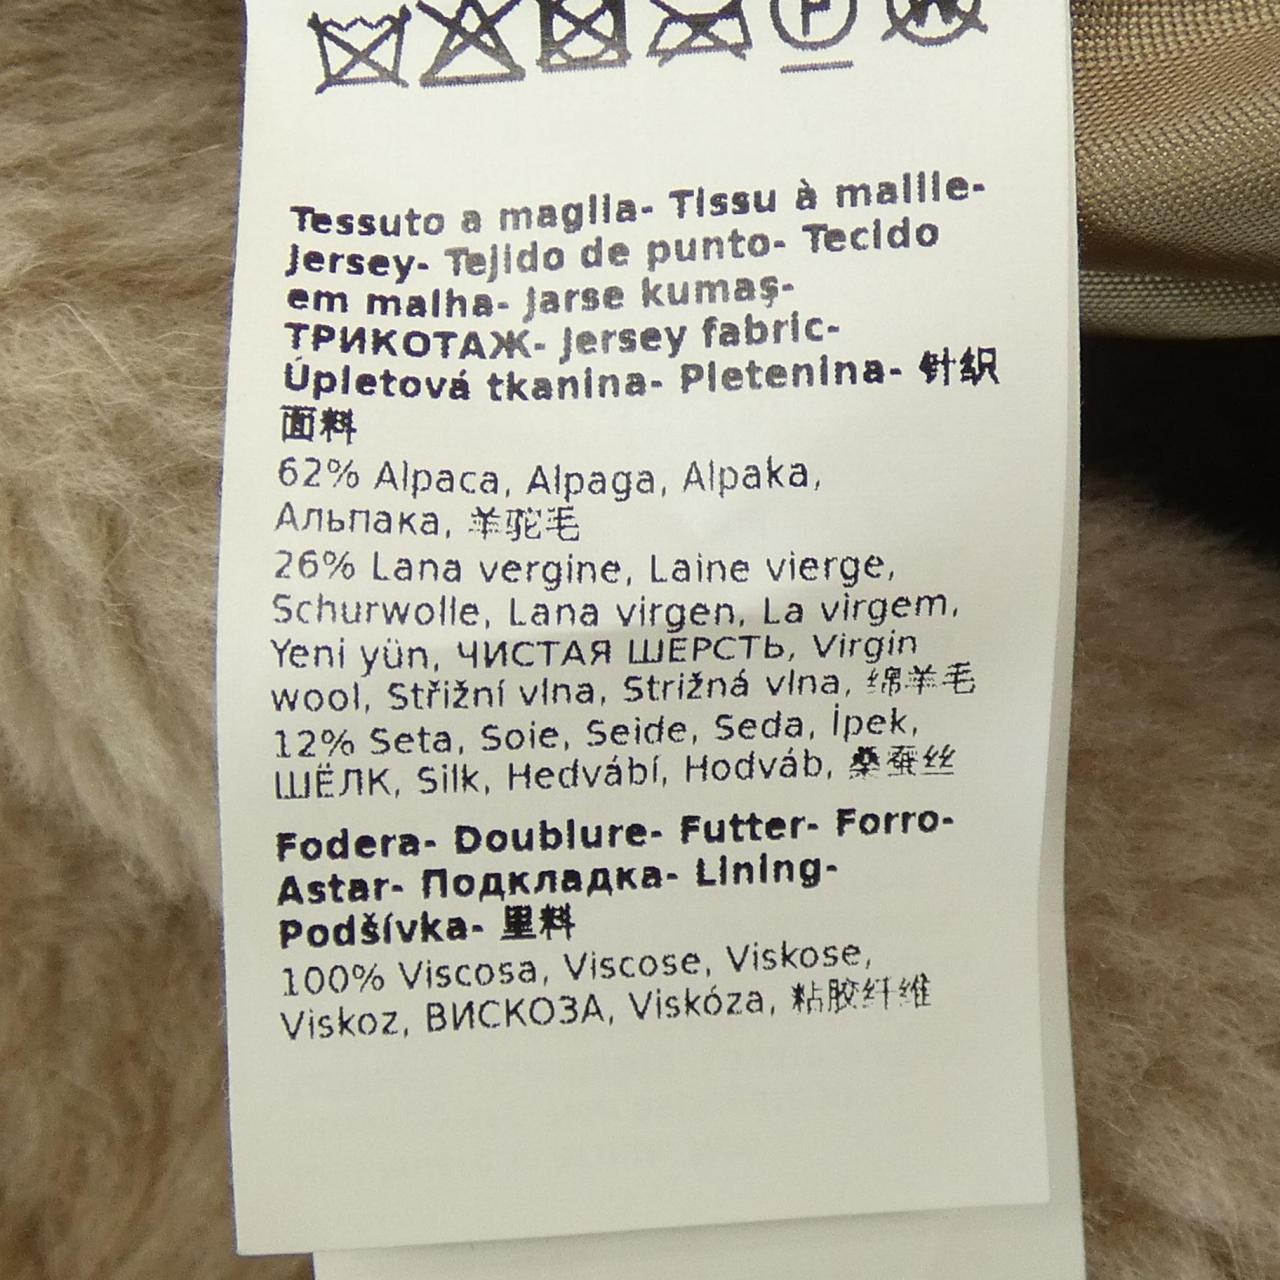 Tessuto a maglia- Tissu à maille-
Jersey- Tejido de punto- Tecido
em malha- Jarse kumaş-
ТРИКОТАЖ- Jersey fabric-
Úpletová tkanina- Pletenina- 针织
面料
62% Alpaca, Alpaga, Alpaka,
Альпака, 羊驼毛
26% Lana vergine, Laine vierge,
Schurwolle, Lana virgen, La virgem,
Yeni yün, ЧИСТАЯ ШЕРСТЬ, Virgin
wool, Střižní vlna, Strižná vlna, 绵羊毛
12% Seta, Soie, Seide, Seda, İpek,
ШЁЛК, Silk, Hedvábí, Hodváb, 桑蚕丝
Fodera- Doublure- Futter- Forro-
Astar- Подкладка- Lining-
Podšívka- 里料
100% Viscosa, Viscose, Viskose,
Viskoz, ВИСКОЗА, Viskóza, 粘胶纤维